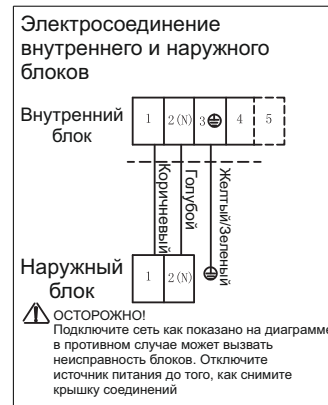 Электросоединение
внутреннего и наружного
блоков
Внутренний
блок
1 2(N) 3 4 5
Коричневый
Голубой
Желтый/Зеленый
Наружный
блок
1 2(N)
ОСТОРОЖНО!
Подключите сеть как показано на диаграмме
в противном случае может вызвать
неисправность блоков. Отключите
источник питания до того, как снимите
крышку соединений